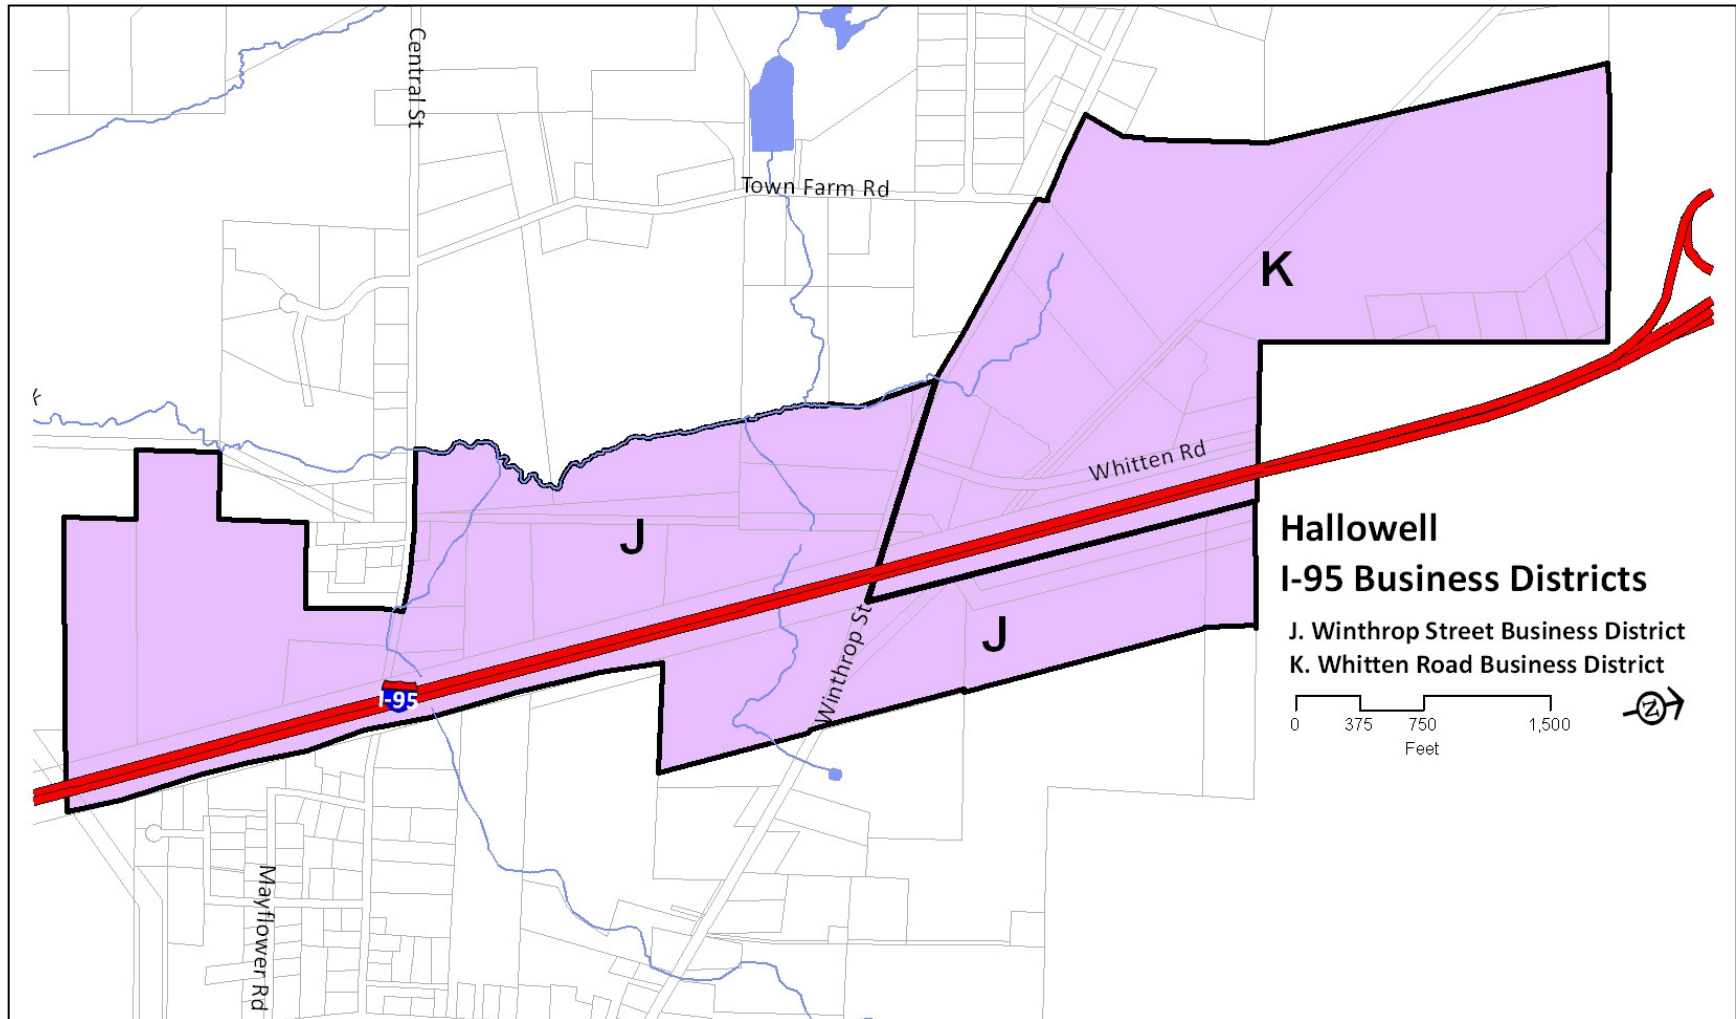 Central St
Town Farm Rd
K
Whitten Rd
J
J
Winthrop St
I-95
Mayflower Rd
Hallowell
I-95 Business Districts
J. Winthrop Street Business District
K. Whitten Road Business District
0 375 750 1,500
Feet
N